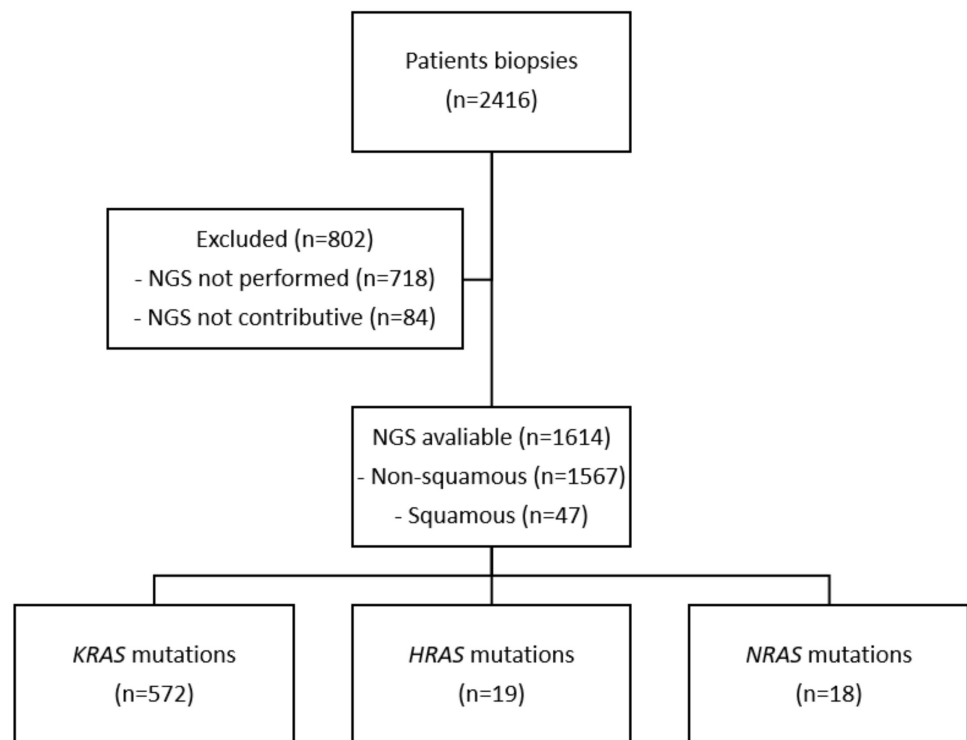 Patients biopsies
(n=2416)
Excluded (n=802)
- NGS not performed (n=718)
- NGS not contributive (n=84)
NGS avaliable (n=1614)
- Non-squamous (n=1567)
- Squamous (n=47)
KRAS mutations
(n=572)
HRAS mutations
(n=19)
NRAS mutations
(n=18)